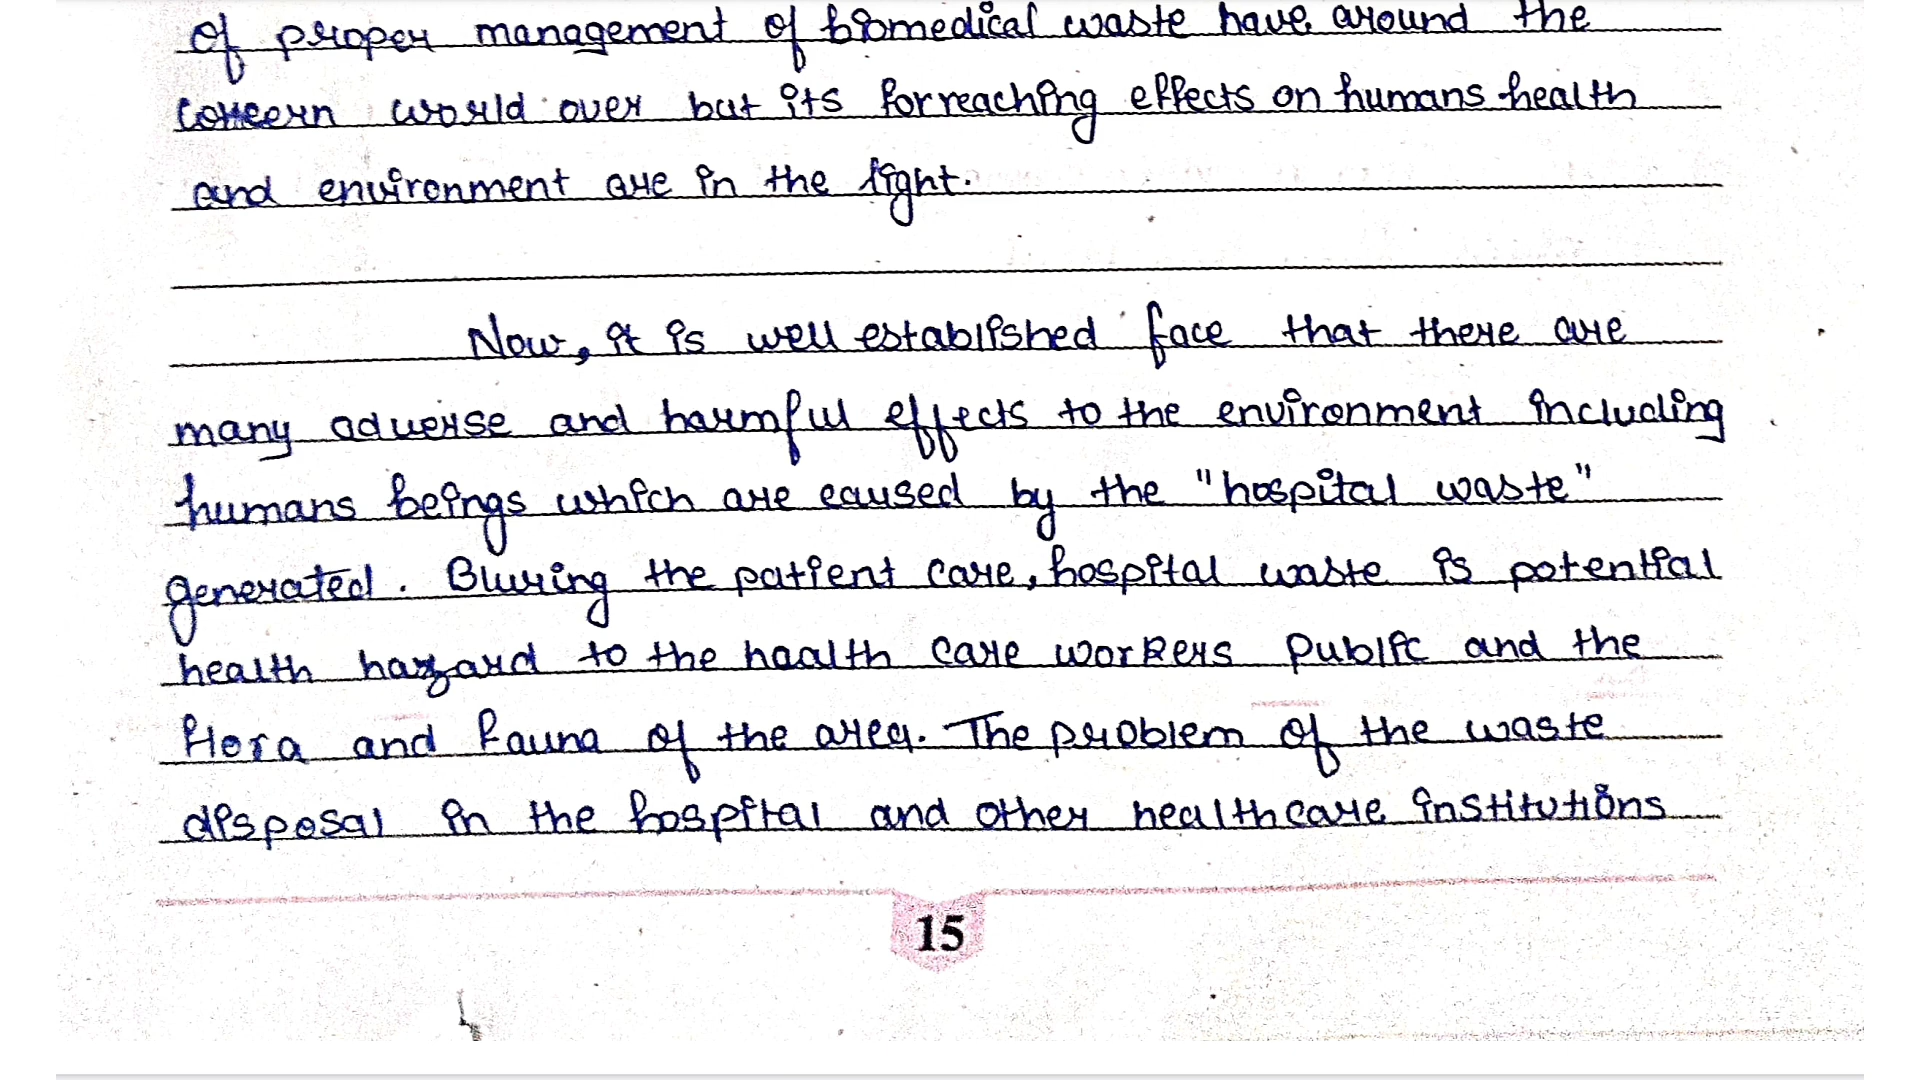 of proper management of biomedical waste have around the
concern world over but its forreaching effects on humans health
and environment are in the light.
Now, it is well established face that there are
many adverse and harmful effects to the environment including
humans beings which are caused by the "hospital waste"
generated. During the patient care, hospital waste is potential
health hazard to the haalth care workers public and the
flora and fauna of the area. The problem of the waste
disposal in the hospital and other healthcare institutions
15